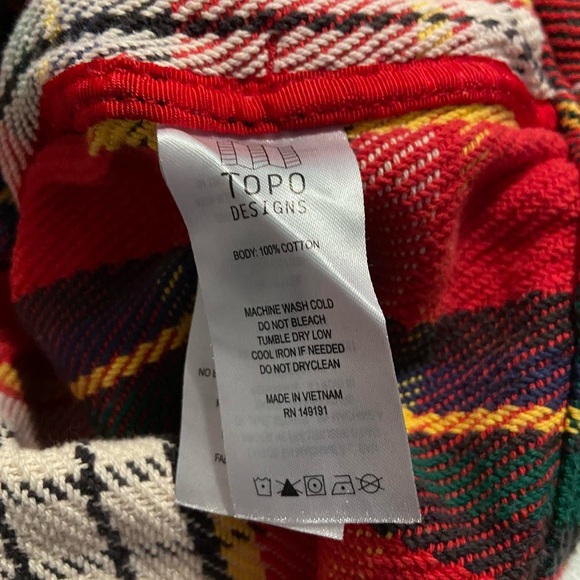 TOPO
DESIGNS
BODY: 100% COTTON
MACHINE WASH COLD
DO NOT BLEACH
TUMBLE DRY LOW
COOL IRON IF NEEDED
DO NOT DRYCLEAN
MADE IN VIETNAM
RN 149191